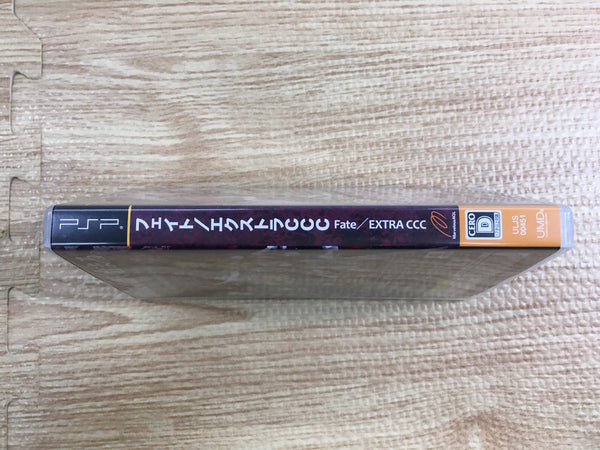 PSP
フェイト/エクストラCCC
Fate/EXTRA CCC
MarvelousAQL
CERO
D
ULJS
00451
UMD